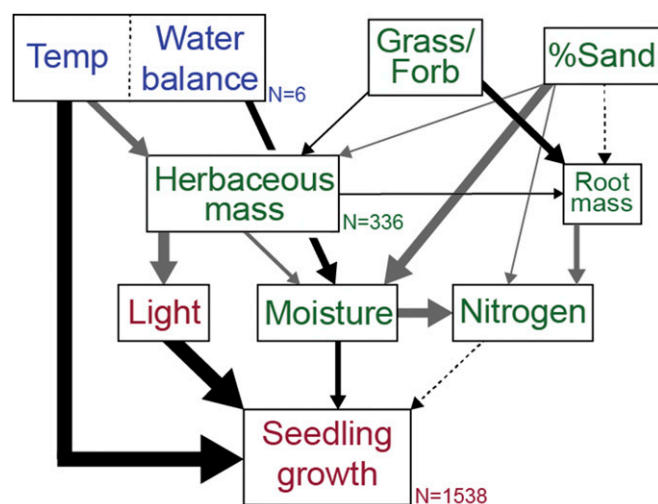 Temp
Water
balance
N=6
Grass/
Forb
%Sand
Herbaceous
mass
N=336
Root
mass
Light
Moisture
Nitrogen
Seedling
growth
N=1538